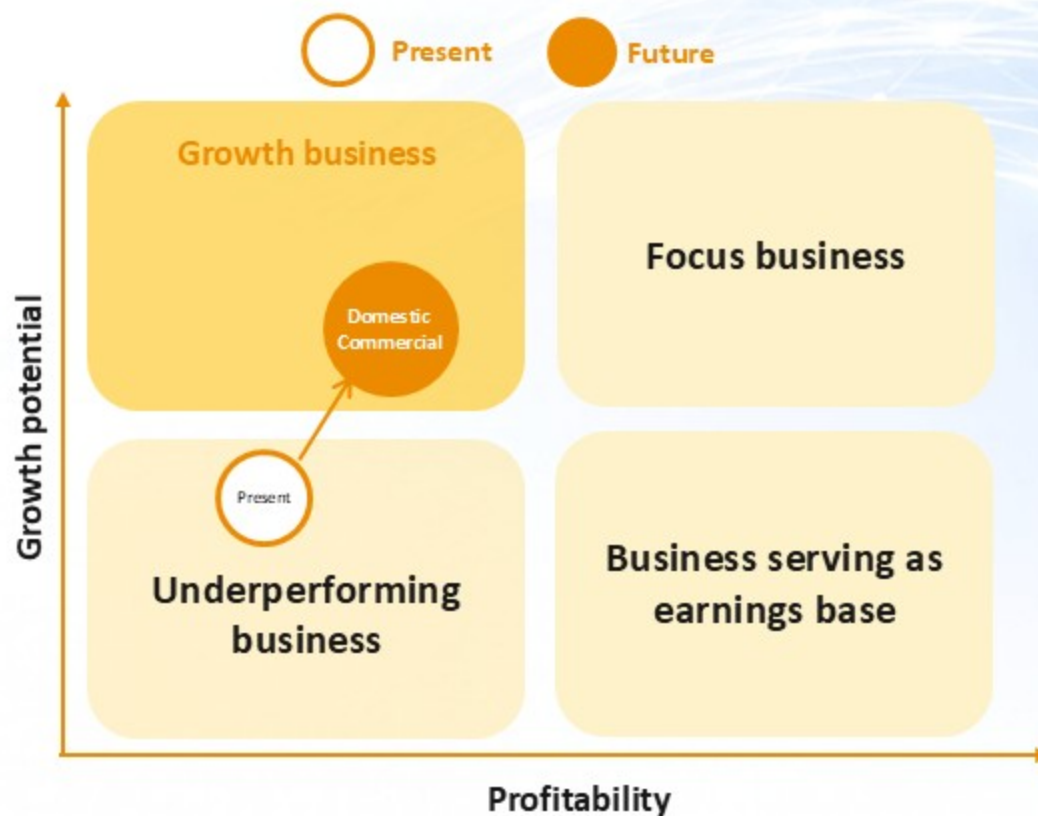 Present
Future
Growth business
Focus business
Domestic
Commercial
Growth potential
Present
Underperforming
business
Business serving as
earnings base
Profitability